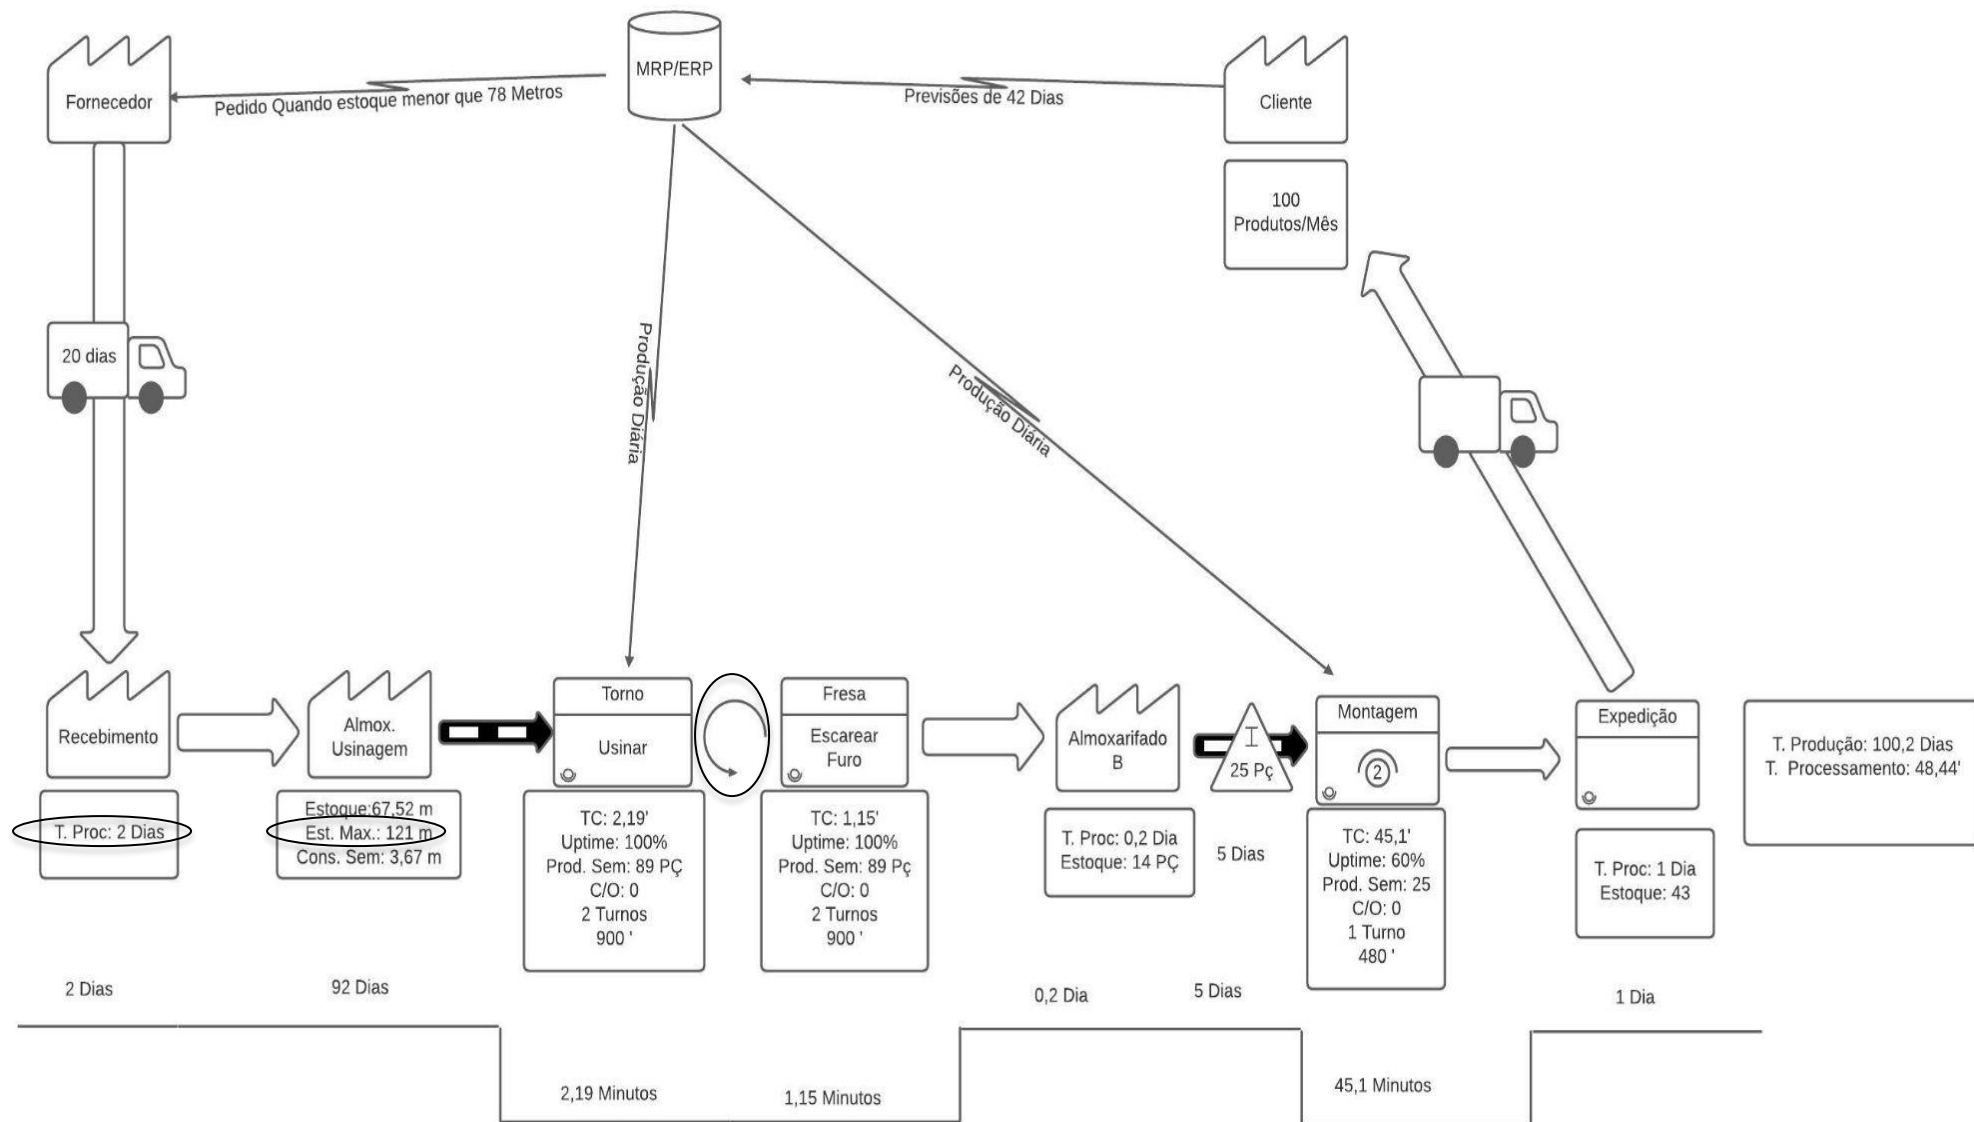 MRP/ERP
Fornecedor
Pedido Quando estoque menor que 78 Metros
Previsões de 42 Dias
Cliente
100
Produtos/Mês
20 dias
Produção Diária
Produção Diária
Recebimento
T. Proc: 2 Dias
Almox.
Usinagem
Estoque:67,52 m
Est. Max.: 121 m
Cons. Sem: 3,67 m
Torno
Usinar
TC: 2,19'
Uptime: 100%
Prod. Sem: 89 PÇ
C/O: 0
2 Turnos
900 '
Fresa
Escarear
Furo
TC: 1,15'
Uptime: 100%
Prod. Sem: 89 Pç
C/O: 0
2 Turnos
900 '
Almoxarifado
B
T. Proc: 0,2 Dia
Estoque: 14 PÇ
I
25 Pç
5 Dias
Montagem
2
TC: 45,1'
Uptime: 60%
Prod. Sem: 25
C/O: 0
1 Turno
480 '
Expedição
T. Proc: 1 Dia
Estoque: 43
T. Produção: 100,2 Dias
T. Processamento: 48,44'
2 Dias
92 Dias
0,2 Dia
5 Dias
1 Dia
2,19 Minutos
1,15 Minutos
45,1 Minutos